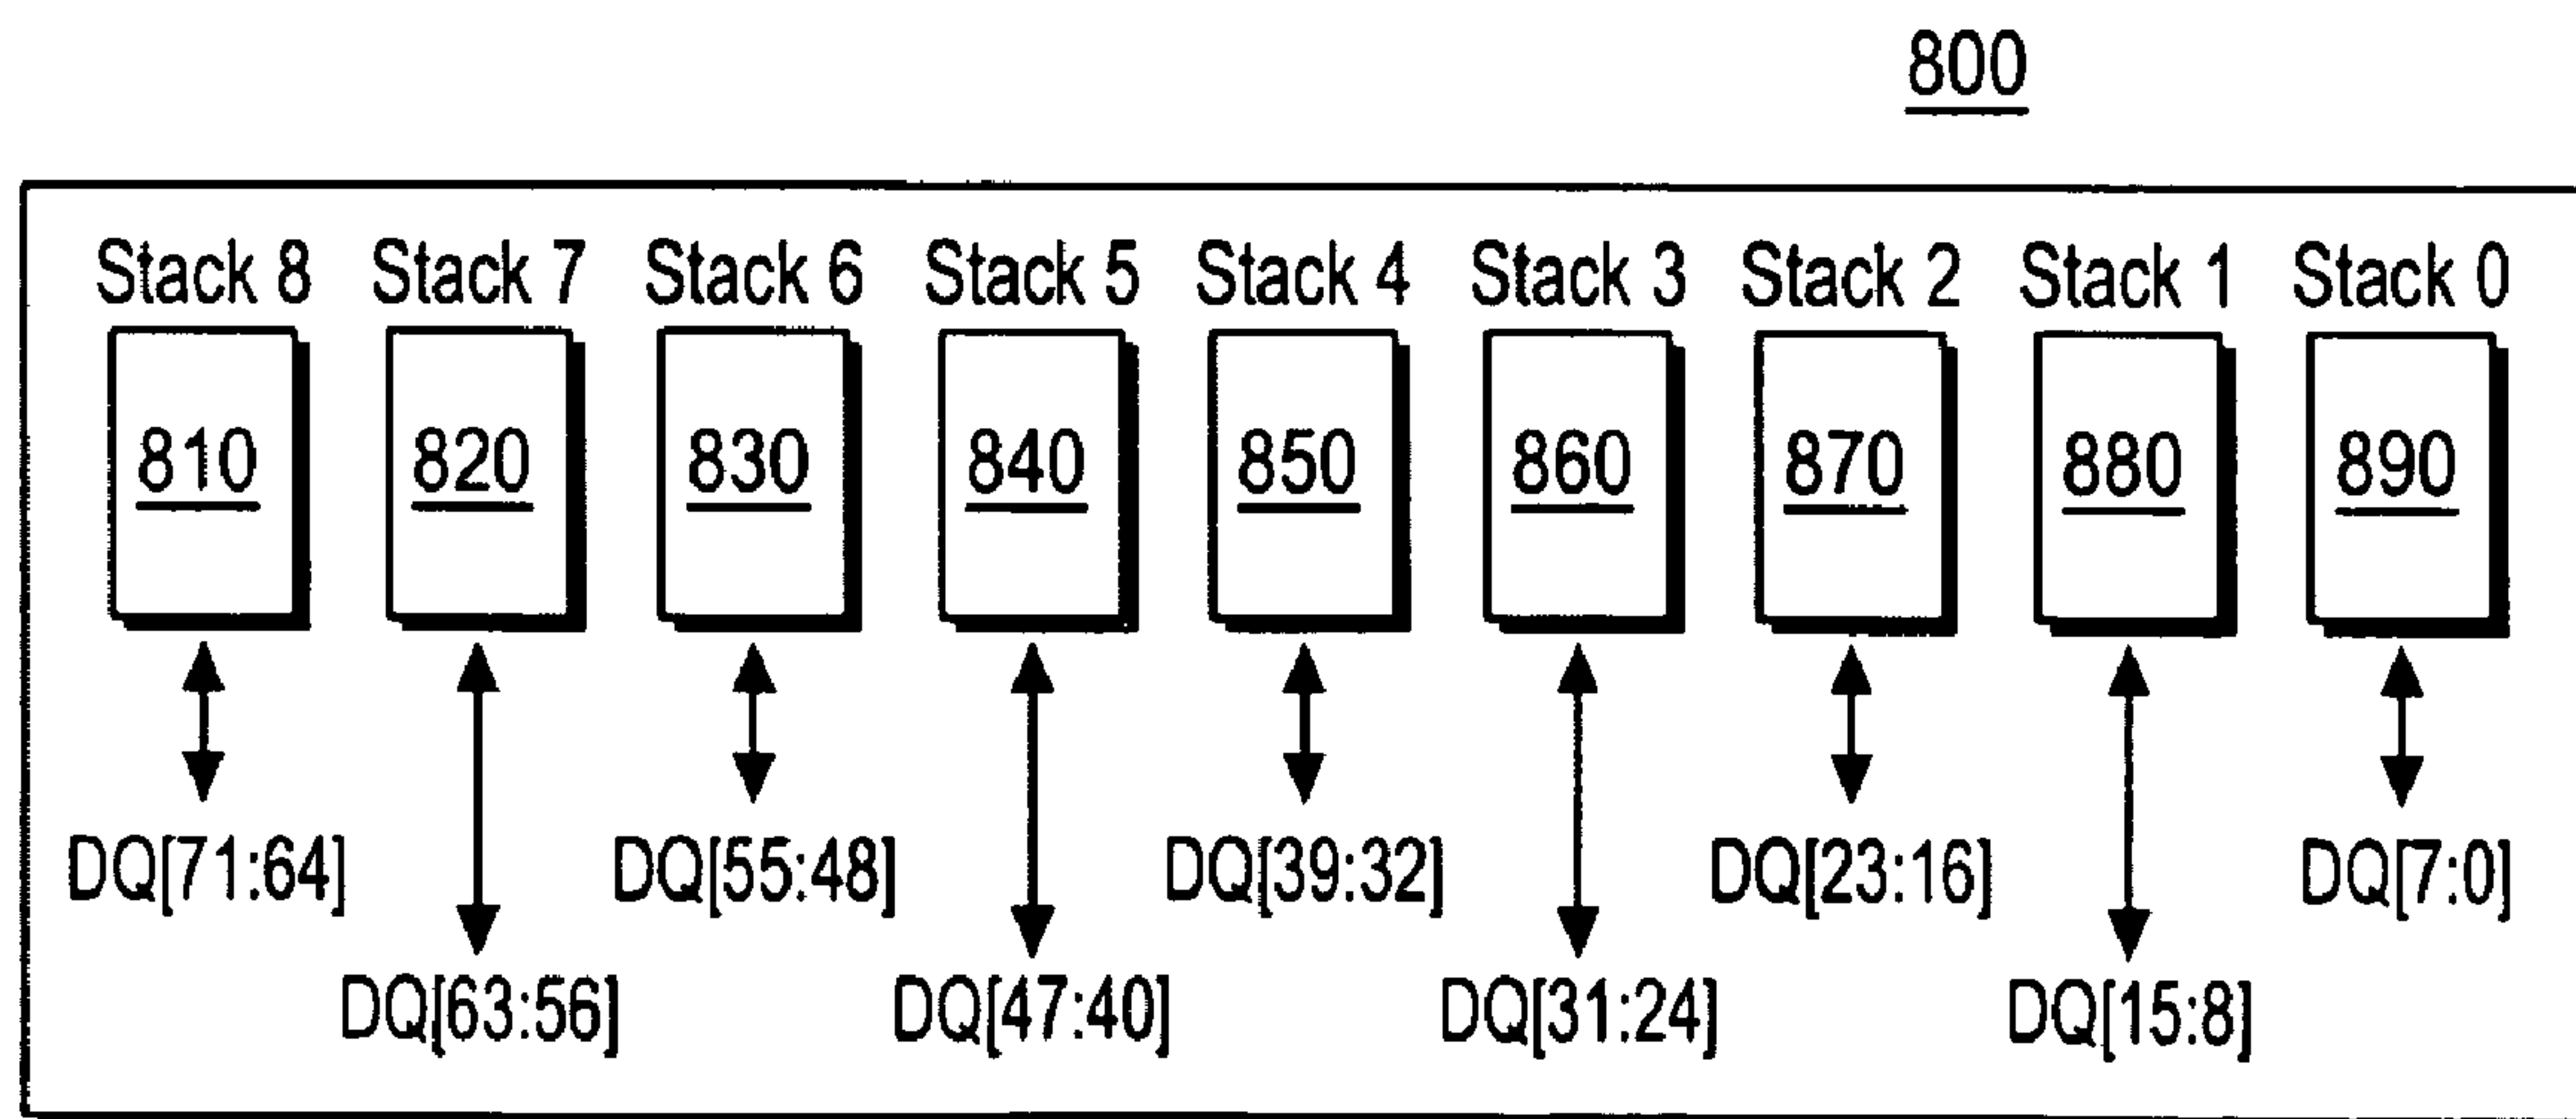 800
Stack 8 Stack 7 Stack 6 Stack 5 Stack 4 Stack 3 Stack 2 Stack 1 Stack 0
810 820 830 840 850 860 870 880 890
DQ[71:64] DQ[55:48] DQ[39:32] DQ[23:16] DQ[7:0]
DQ[63:56] DQ[47:40] DQ[31:24] DQ[15:8]